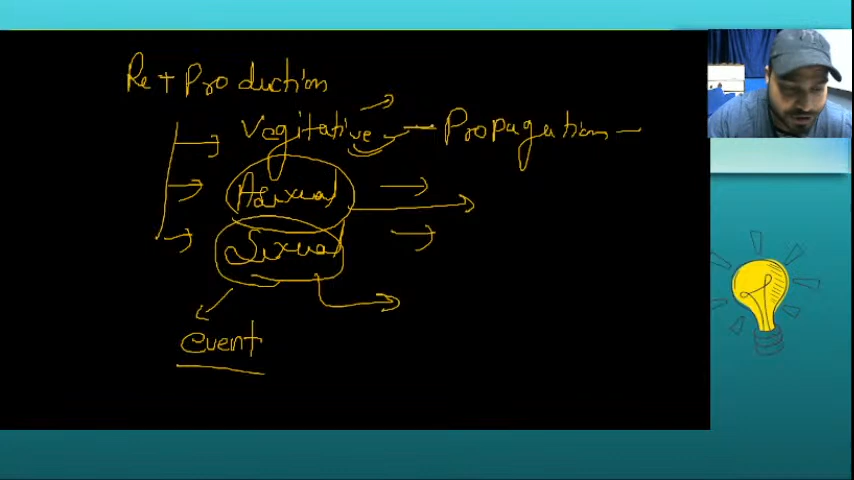 Re + Production
Vegitative — Propagation —
Asexual
Sexual
event